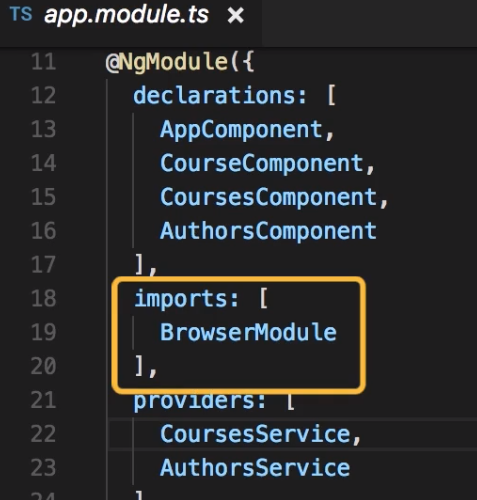 TS app.module.ts ×
11 @NgModule({
12 declarations: [
13 AppComponent,
14 CourseComponent,
15 CoursesComponent,
16 AuthorsComponent
17 ],
18 imports: [
19 BrowserModule
20 ],
21 providers: [
22 CoursesService,
23 AuthorsService
24 ]